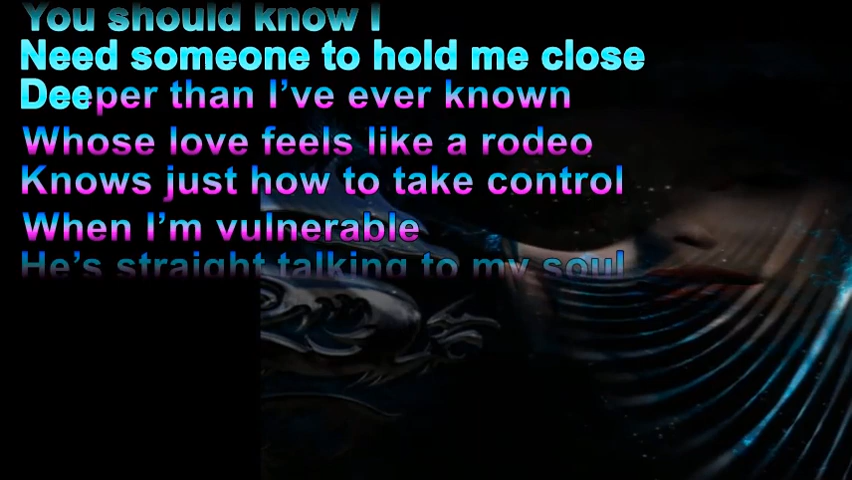 You should know I
Need someone to hold me close
Deeper than I've ever known
Whose love feels like a rodeo
Knows just how to take control
When I'm vulnerable
He's straight talking to my soul